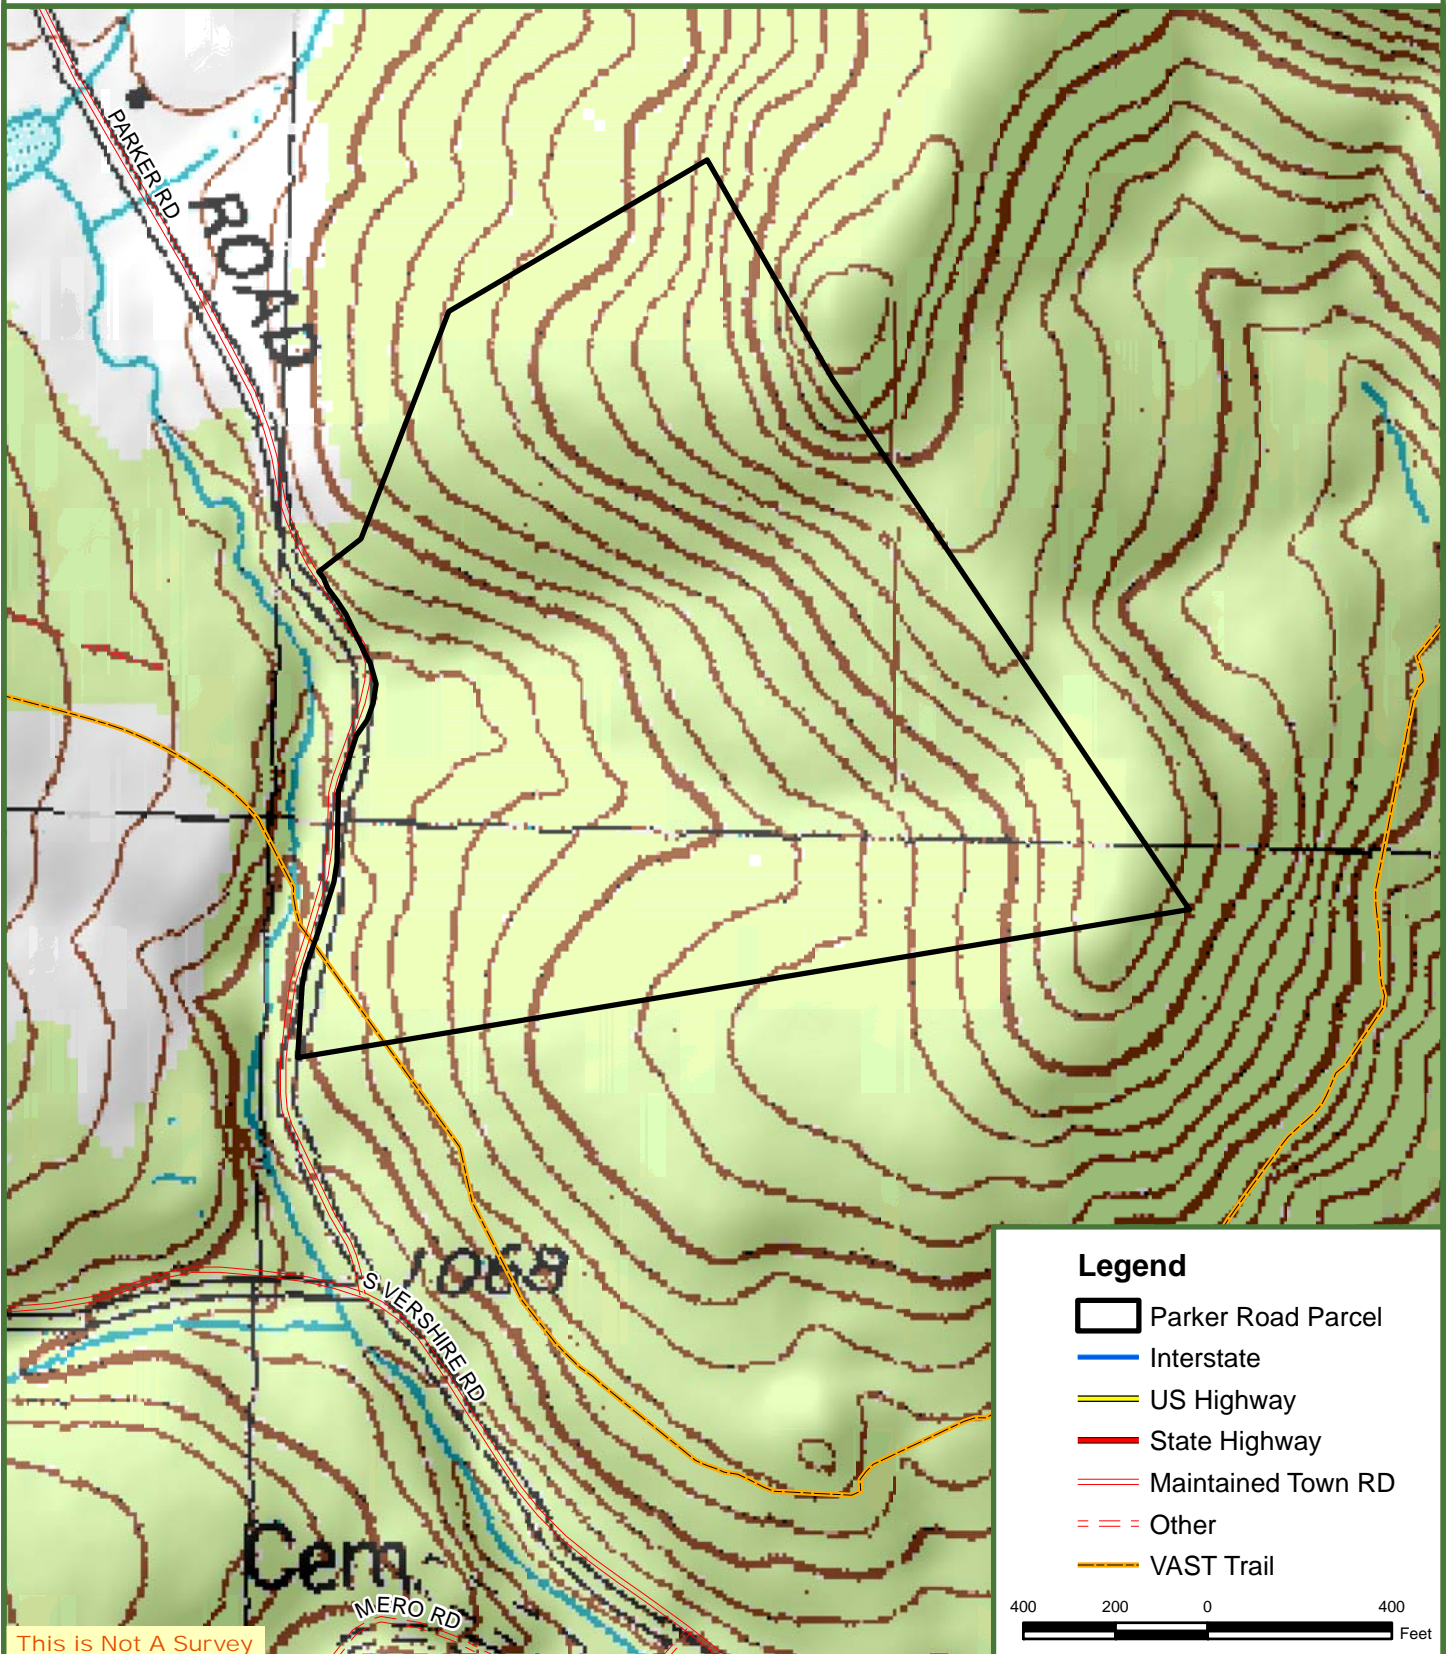 PARKER RD
ROAD
1068
S VERSHIRE RD
Cem.
MERO RD
This is Not A Survey
Legend
Parker Road Parcel
Interstate
US Highway
State Highway
Maintained Town RD
Other
VAST Trail
400 200 0 400
Feet